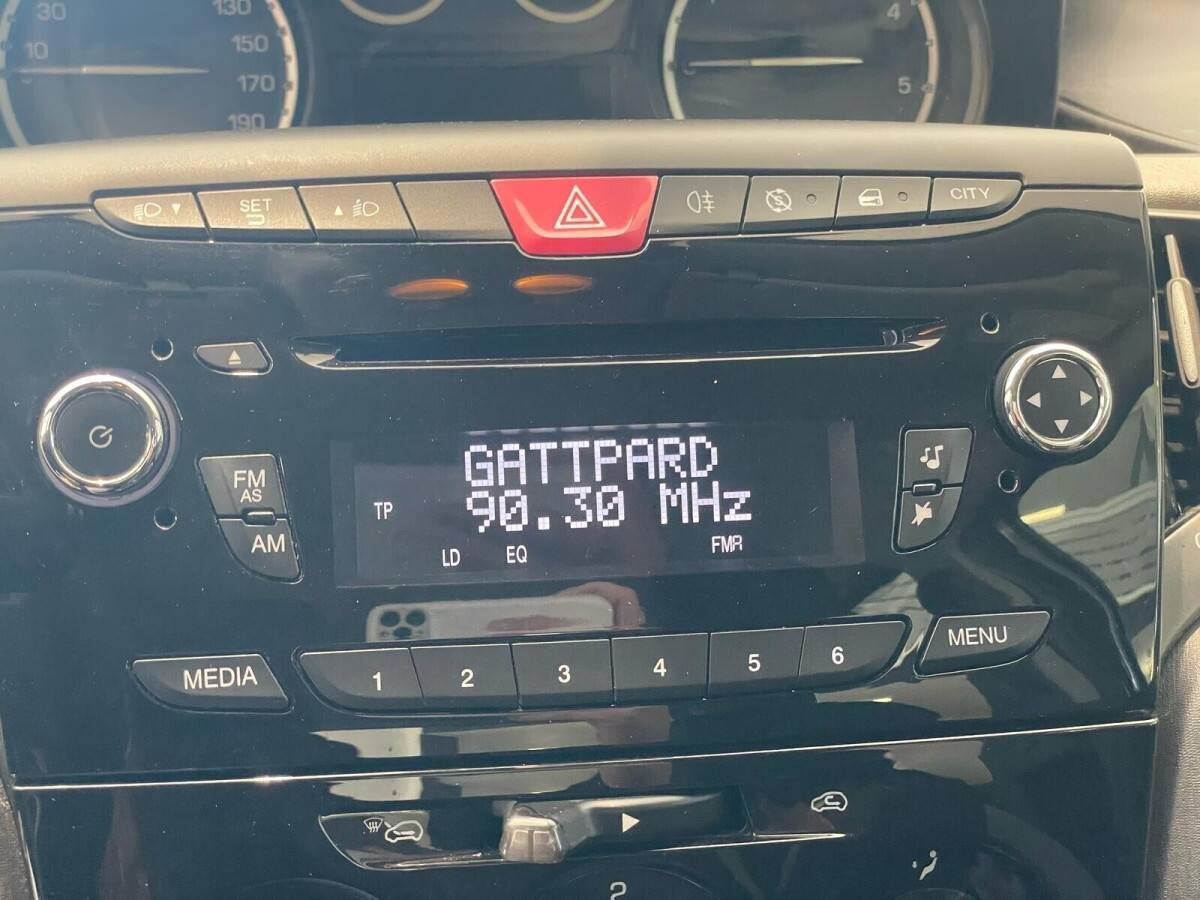 30
10
130
150
170
190
4
5
SET
CITY
FM
AS
AM
GATTPARD
90.30 MHz
TP
LD EQ FMR
MEDIA 1 2 3 4 5 6 MENU
2